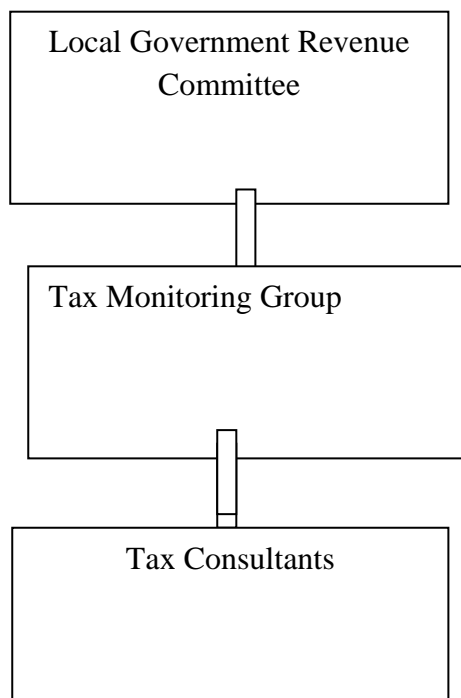 Local Government Revenue
Committee
Tax Monitoring Group
Tax Consultants